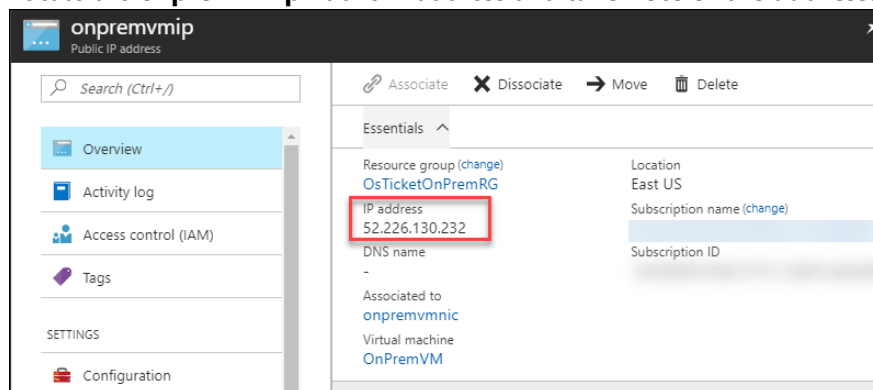 onpremvmip
Public IP address
Search (Ctrl+/)
Overview
Activity log
Access control (IAM)
Tags
SETTINGS
Configuration
Associate Dissociate Move Delete
Essentials
Resource group (change)
OsTicketOnPremRG
IP address
52.226.130.232
DNS name
-
Associated to
onpremvmnic
Virtual machine
OnPremVM
Location
East US
Subscription name (change)
Subscription ID